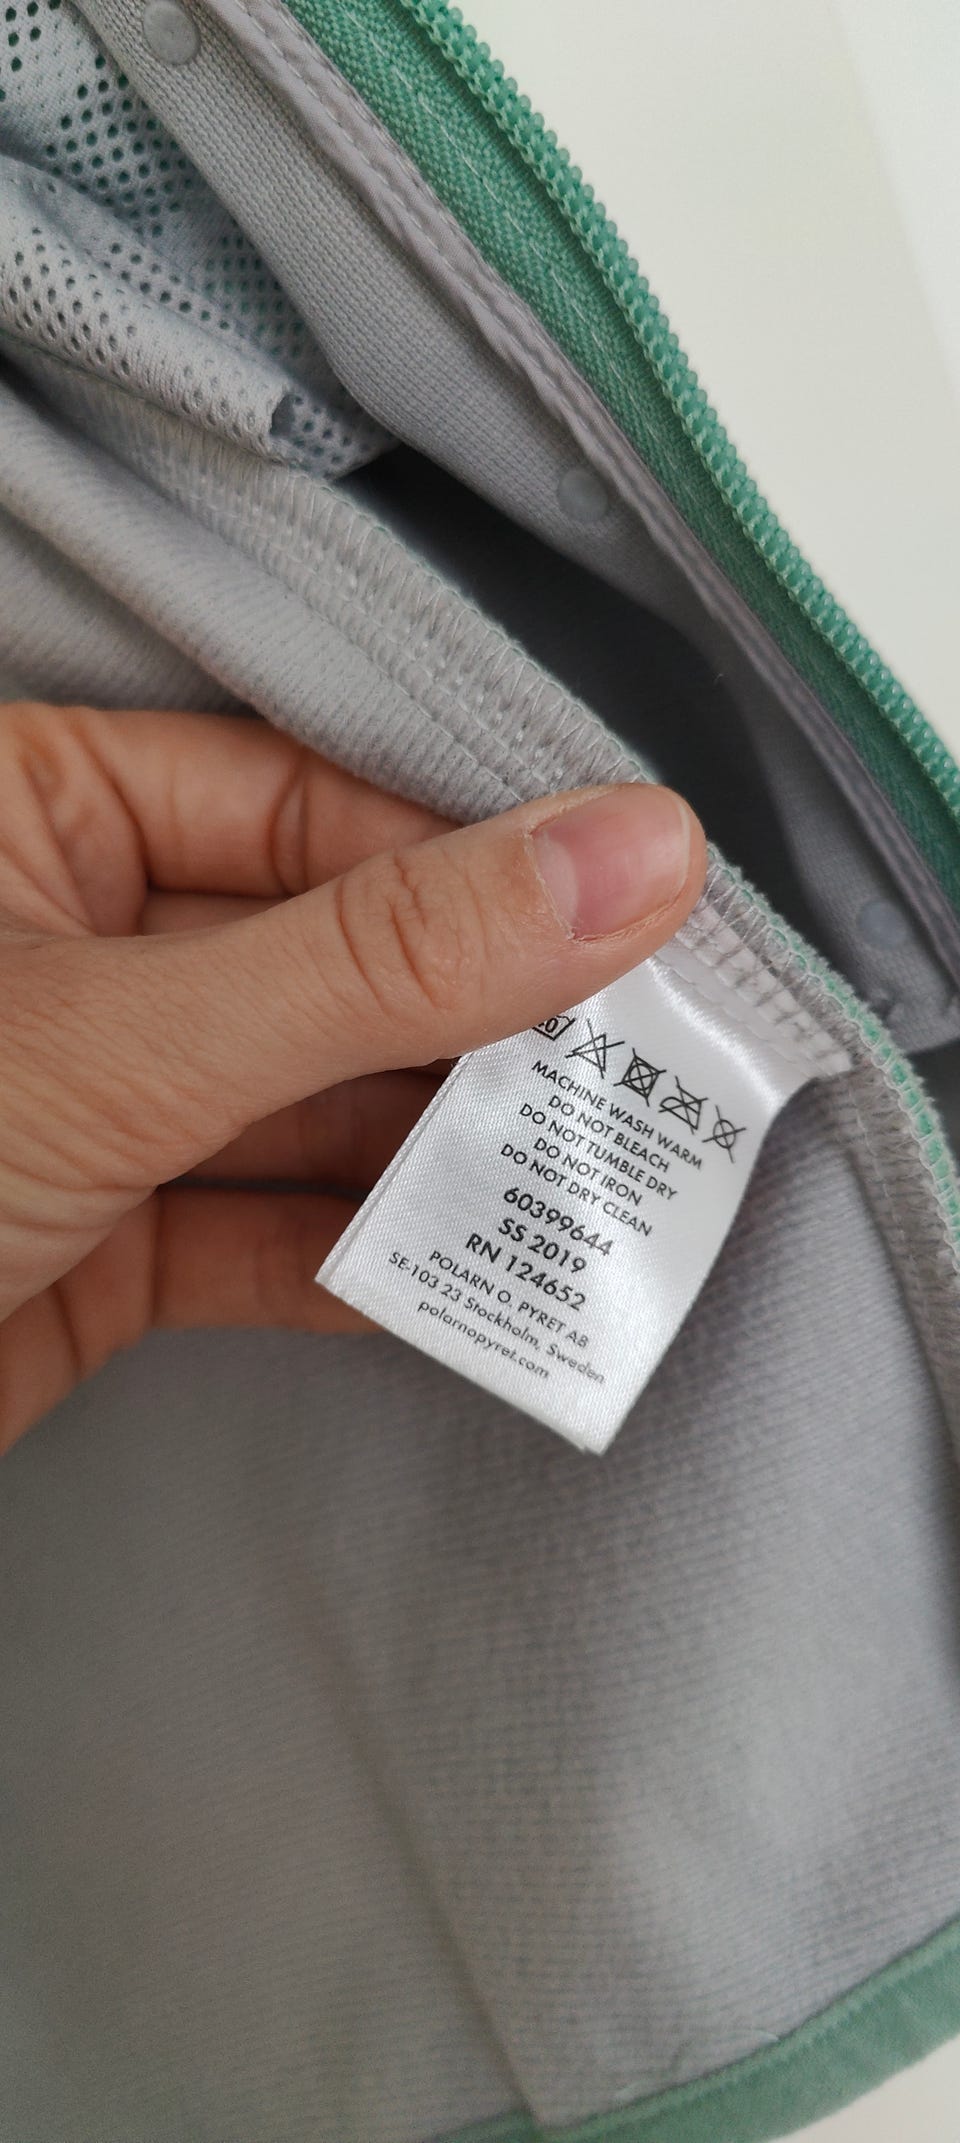 MACHINE WASH WARM
DO NOT BLEACH
DO NOT TUMBLE DRY
DO NOT IRON
DO NOT DRY CLEAN
60399644
SS 2019
RN 124652
POLARN O. PYRET AB
SE-103 23 Stockholm, Sweden
polarnopyret.com